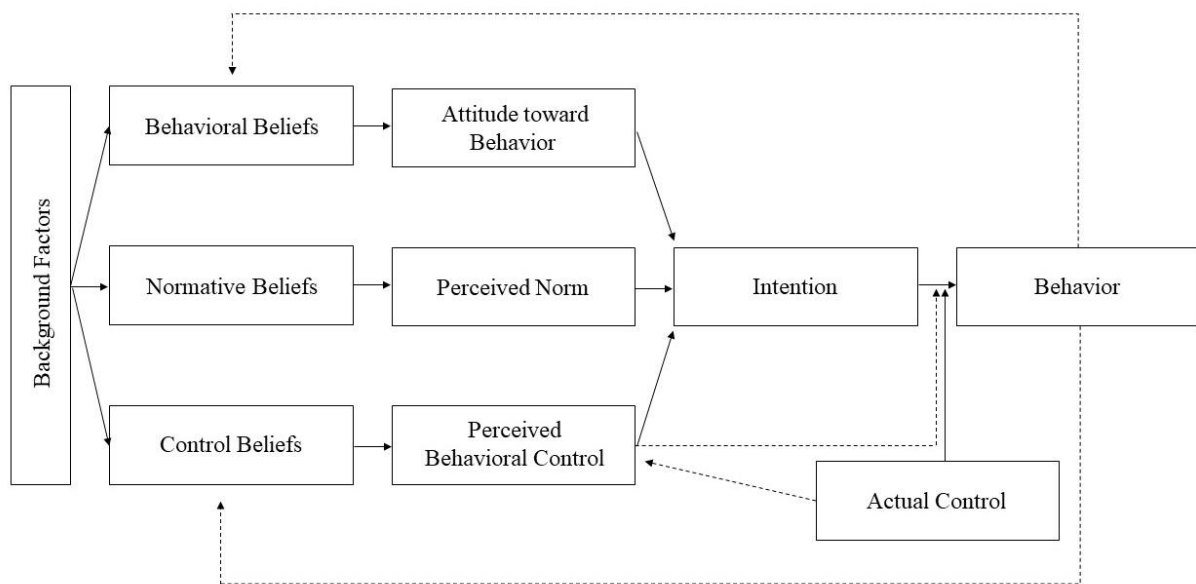 Background Factors
Behavioral Beliefs
Attitude toward
Behavior
Normative Beliefs
Perceived Norm
Intention
Behavior
Control Beliefs
Perceived
Behavioral Control
Actual Control